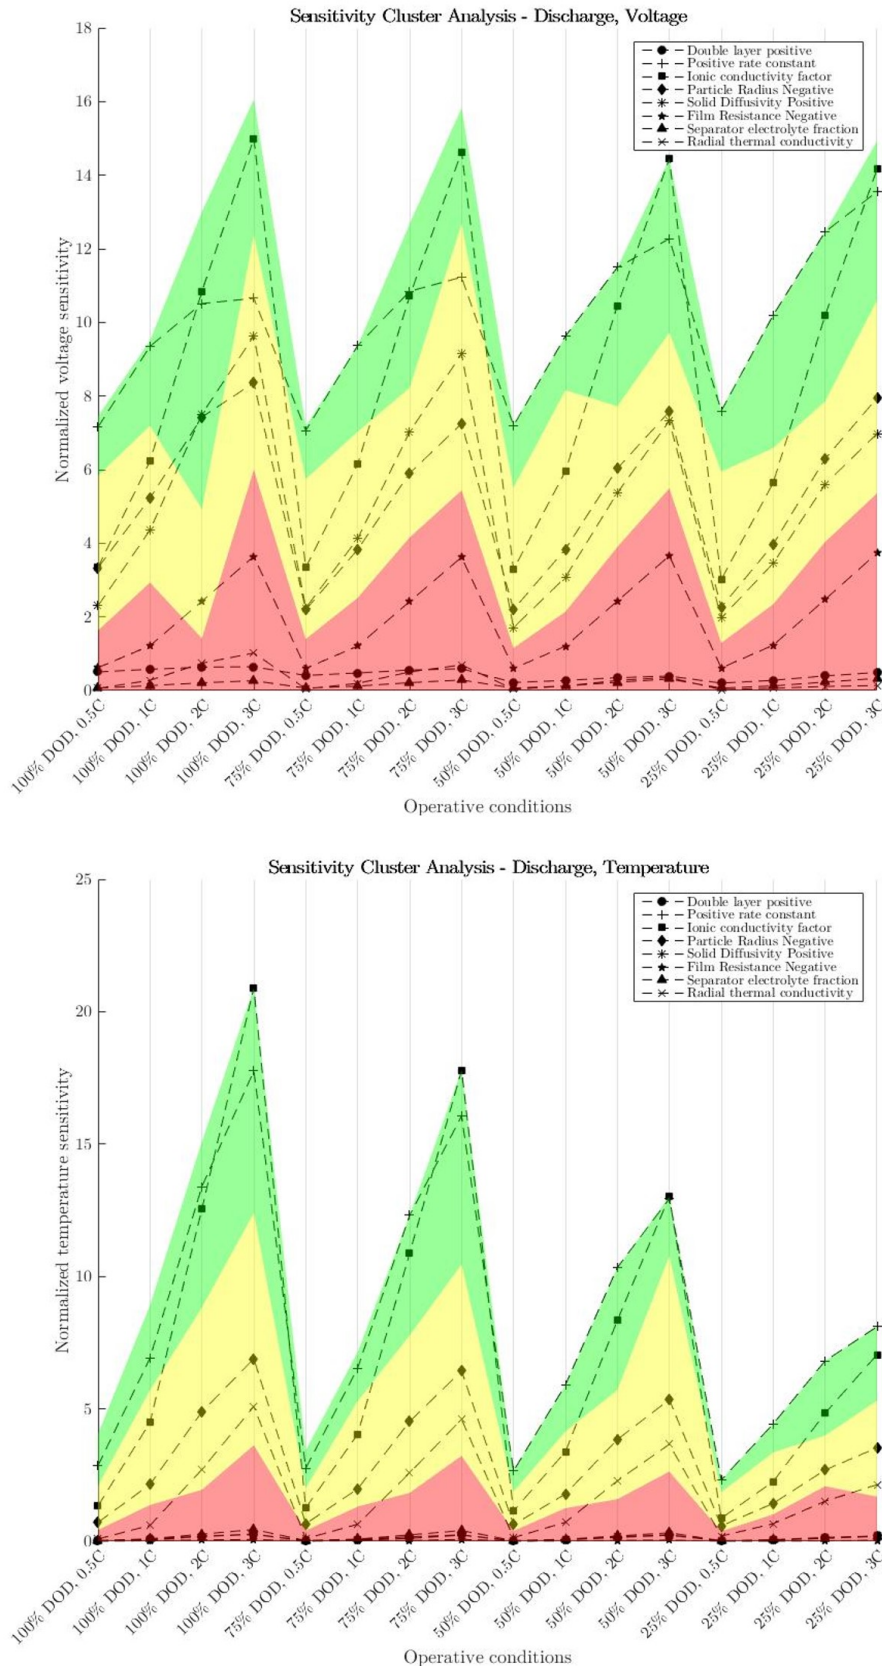 Sensitivity Cluster Analysis - Discharge, Voltage
18
16
14
12
10
8
6
4
2
0
Normalized voltage sensitivity
Double layer positive
Positive rate constant
Ionic conductivity factor
Particle Radius Negative
Solid Diffusivity Positive
Film Resistance Negative
Separator electrolyte fraction
Radial thermal conductivity
100% DOD, 0.5C
100% DOD, 1C
100% DOD, 2C
100% DOD, 3C
75% DOD, 0.5C
75% DOD, 1C
75% DOD, 2C
75% DOD, 3C
50% DOD, 0.5C
50% DOD, 1C
50% DOD, 2C
50% DOD, 3C
25% DOD, 0.5C
25% DOD, 1C
25% DOD, 2C
25% DOD, 3C
Operative conditions
Sensitivity Cluster Analysis - Discharge, Temperature
25
20
15
10
5
0
Normalized temperature sensitivity
Double layer positive
Positive rate constant
Ionic conductivity factor
Particle Radius Negative
Solid Diffusivity Positive
Film Resistance Negative
Separator electrolyte fraction
Radial thermal conductivity
100% DOD, 0.5C
100% DOD, 1C
100% DOD, 2C
100% DOD, 3C
75% DOD, 0.5C
75% DOD, 1C
75% DOD, 2C
75% DOD, 3C
50% DOD, 0.5C
50% DOD, 1C
50% DOD, 2C
50% DOD, 3C
25% DOD, 0.5C
25% DOD, 1C
25% DOD, 2C
25% DOD, 3C
Operative conditions